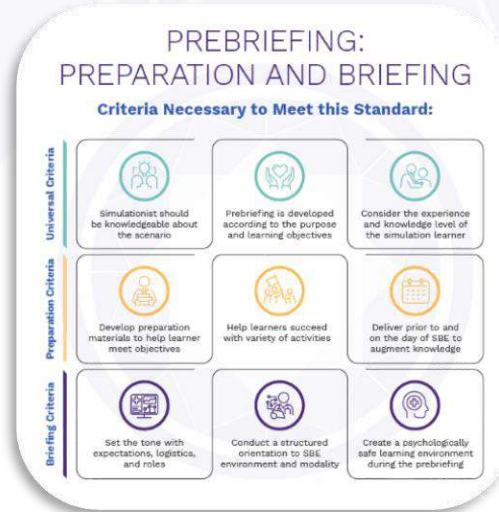 PREBRIEFING:
PREPARATION AND BRIEFING
Criteria Necessary to Meet this Standard:
Universal Criteria
Simulationist should
be knowledgeable about
the scenario
Prebriefing is developed
according to the purpose
and learning objectives
Consider the experience
and knowledge level of
the simulation learner
Preparation Criteria
Develop preparation
materials to help learner
meet objectives
Help learners succeed
with variety of activities
Deliver prior to and
on the day of SBE to
augment knowledge
Briefing Criteria
Set the tone with
expectations, logistics,
and roles
Conduct a structured
orientation to SBE
environment and modality
Create a psychologically
safe learning environment
during the prebriefing